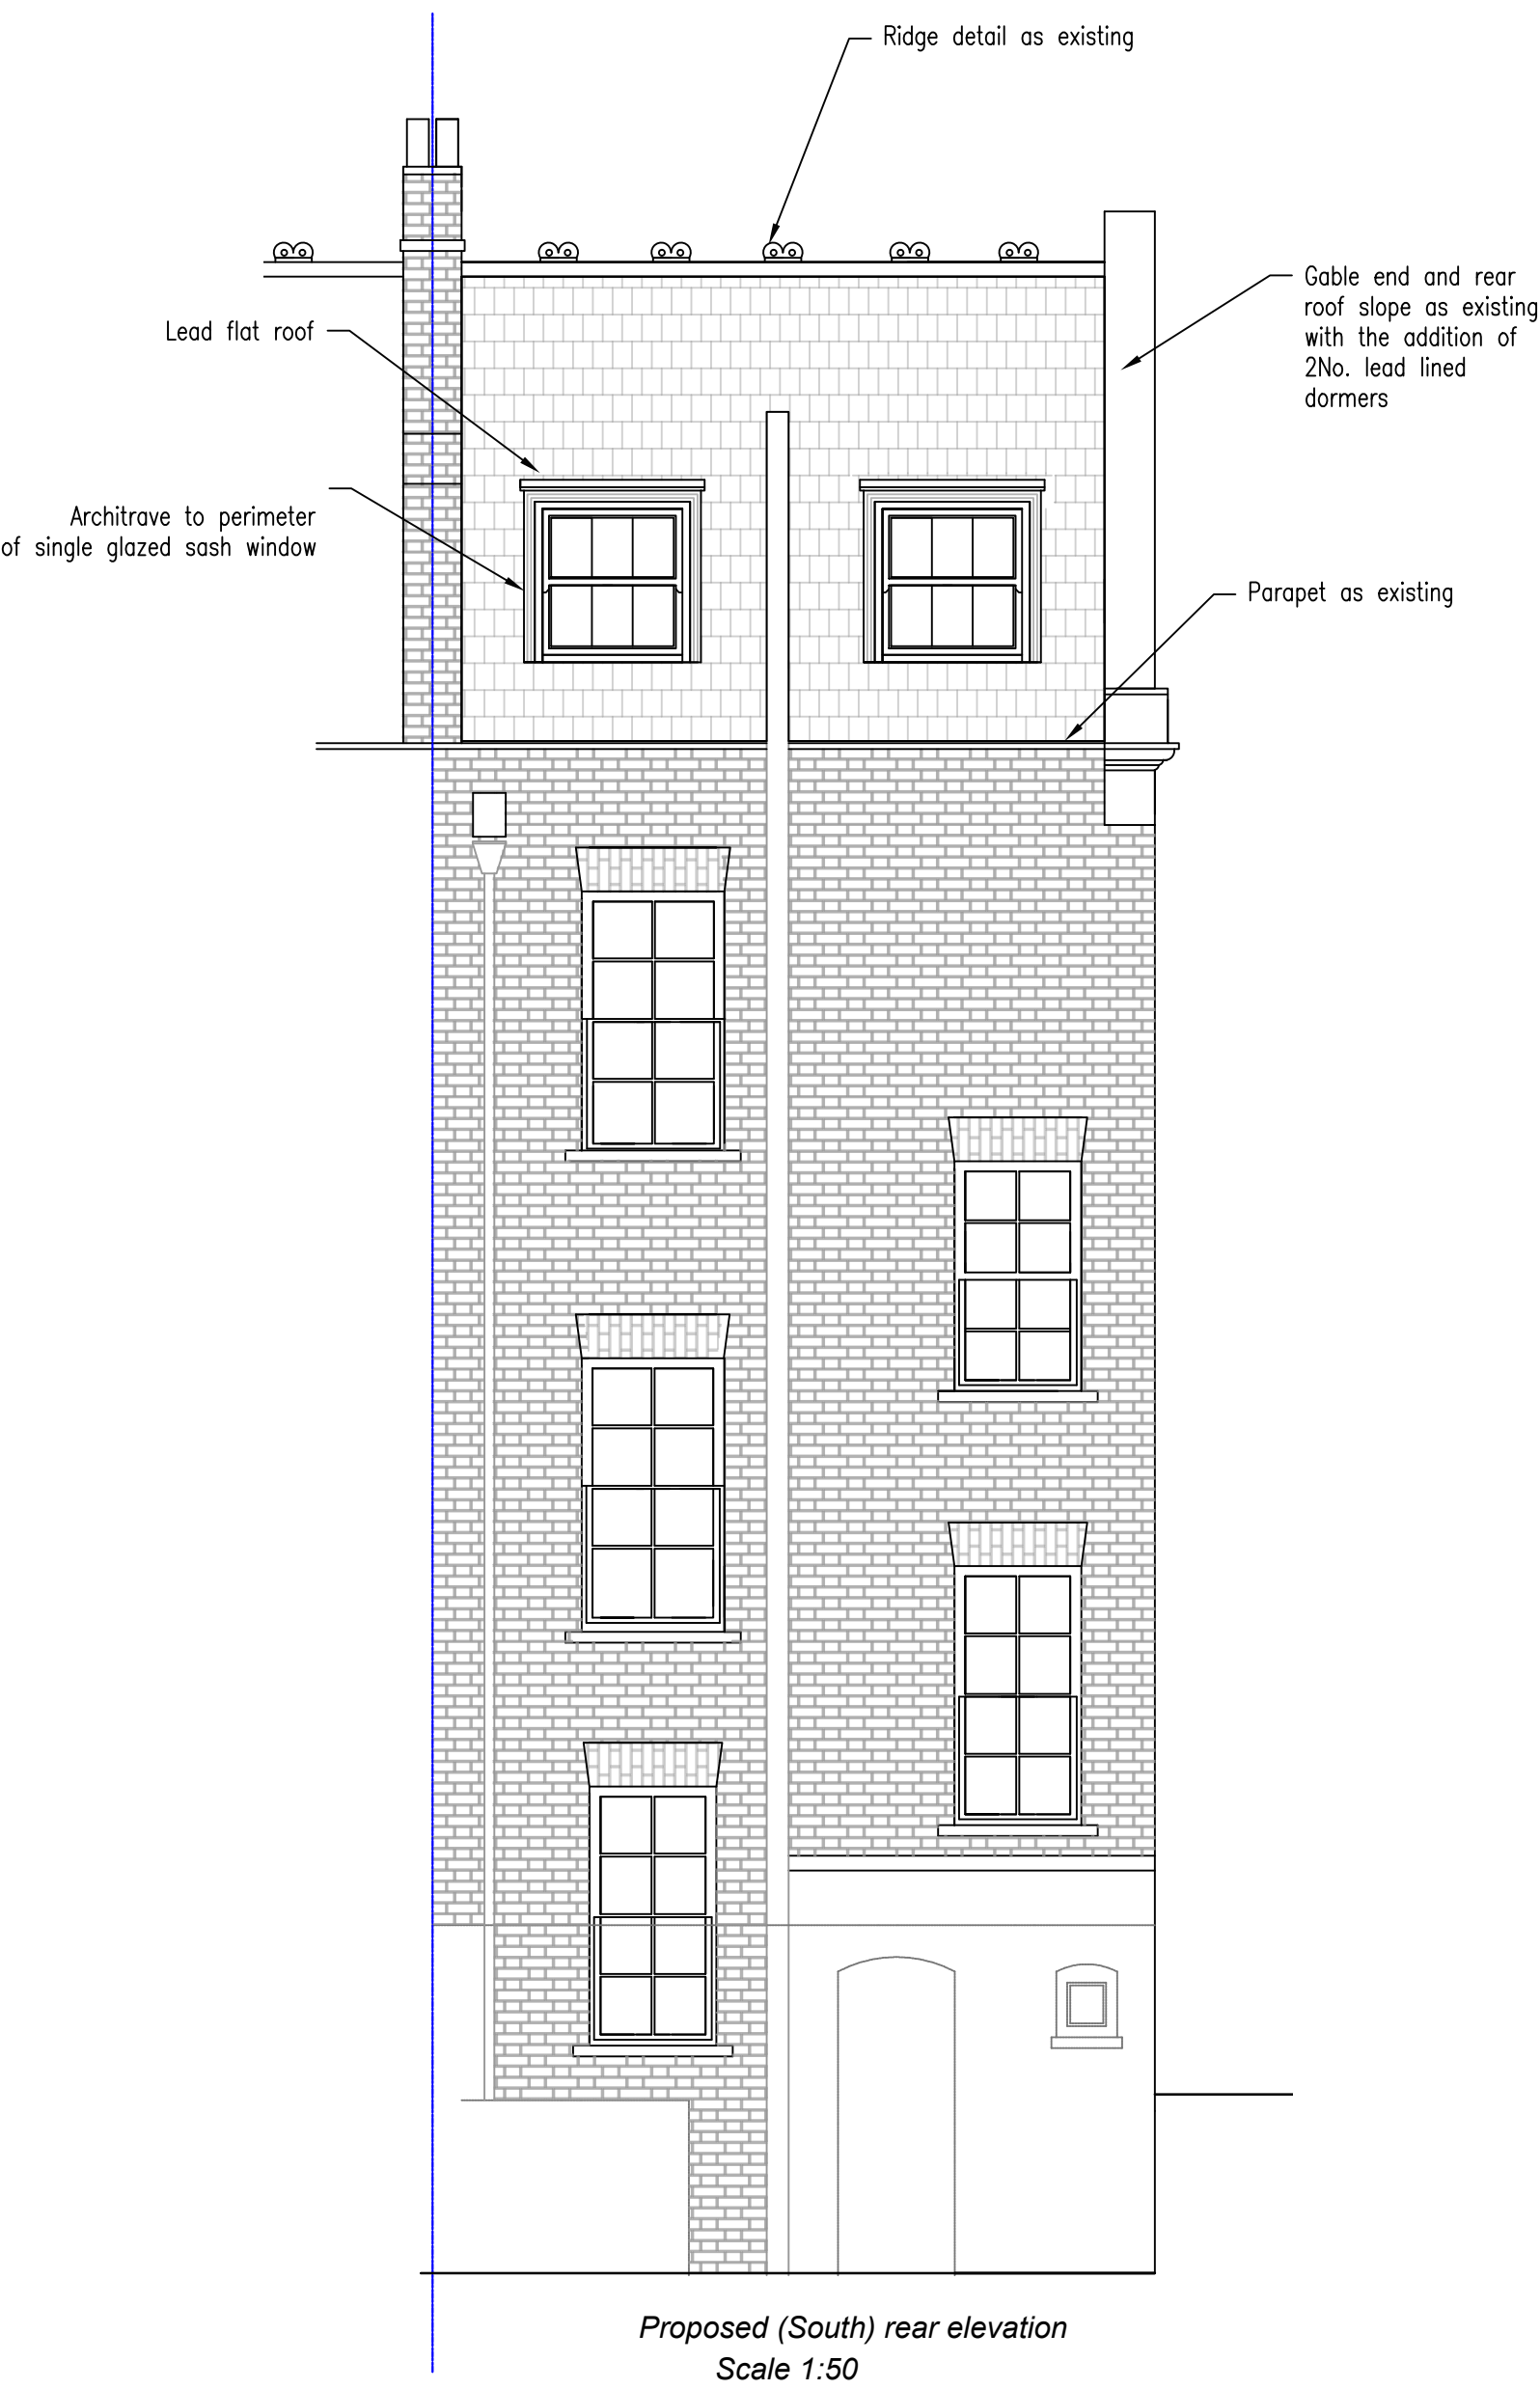 Ridge detail as existing
Gable end and rear
roof slope as existing
with the addition of
2No. lead lined
dormers
Lead flat roof
Architrave to perimeter
of single glazed sash window
Parapet as existing
Proposed (South) rear elevation
Scale 1:50